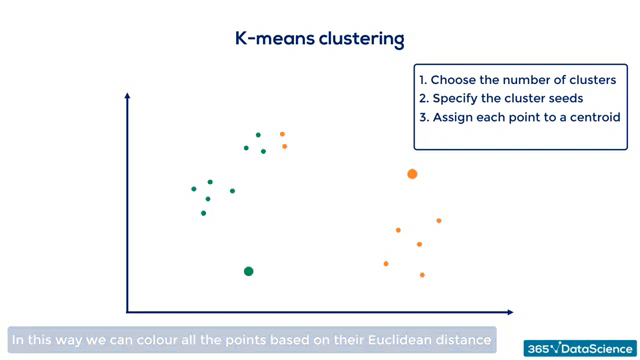 K-means clustering
1. Choose the number of clusters
2. Specify the cluster seeds
3. Assign each point to a centroid
In this way we can colour all the points based on their Euclidean distance
365 DataScience